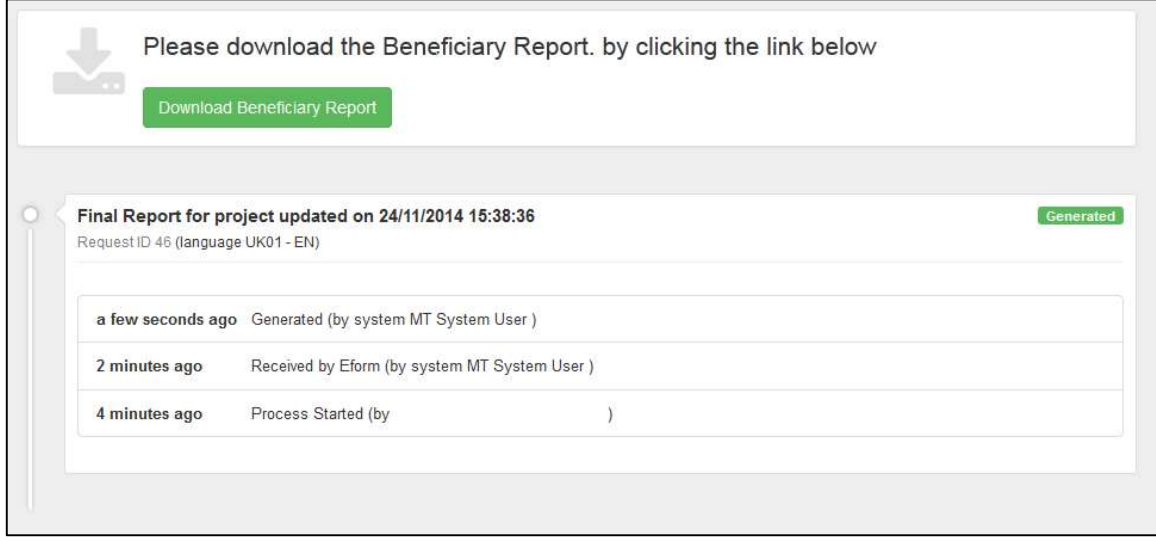 Please download the Beneficiary Report. by clicking the link below
Download Beneficiary Report
Final Report for project updated on 24/11/2014 15:38:36
Generated
Request ID 46 (language UK01 - EN)
a few seconds ago Generated (by system MT System User )
2 minutes ago Received by Eform (by system MT System User )
4 minutes ago Process Started (by )